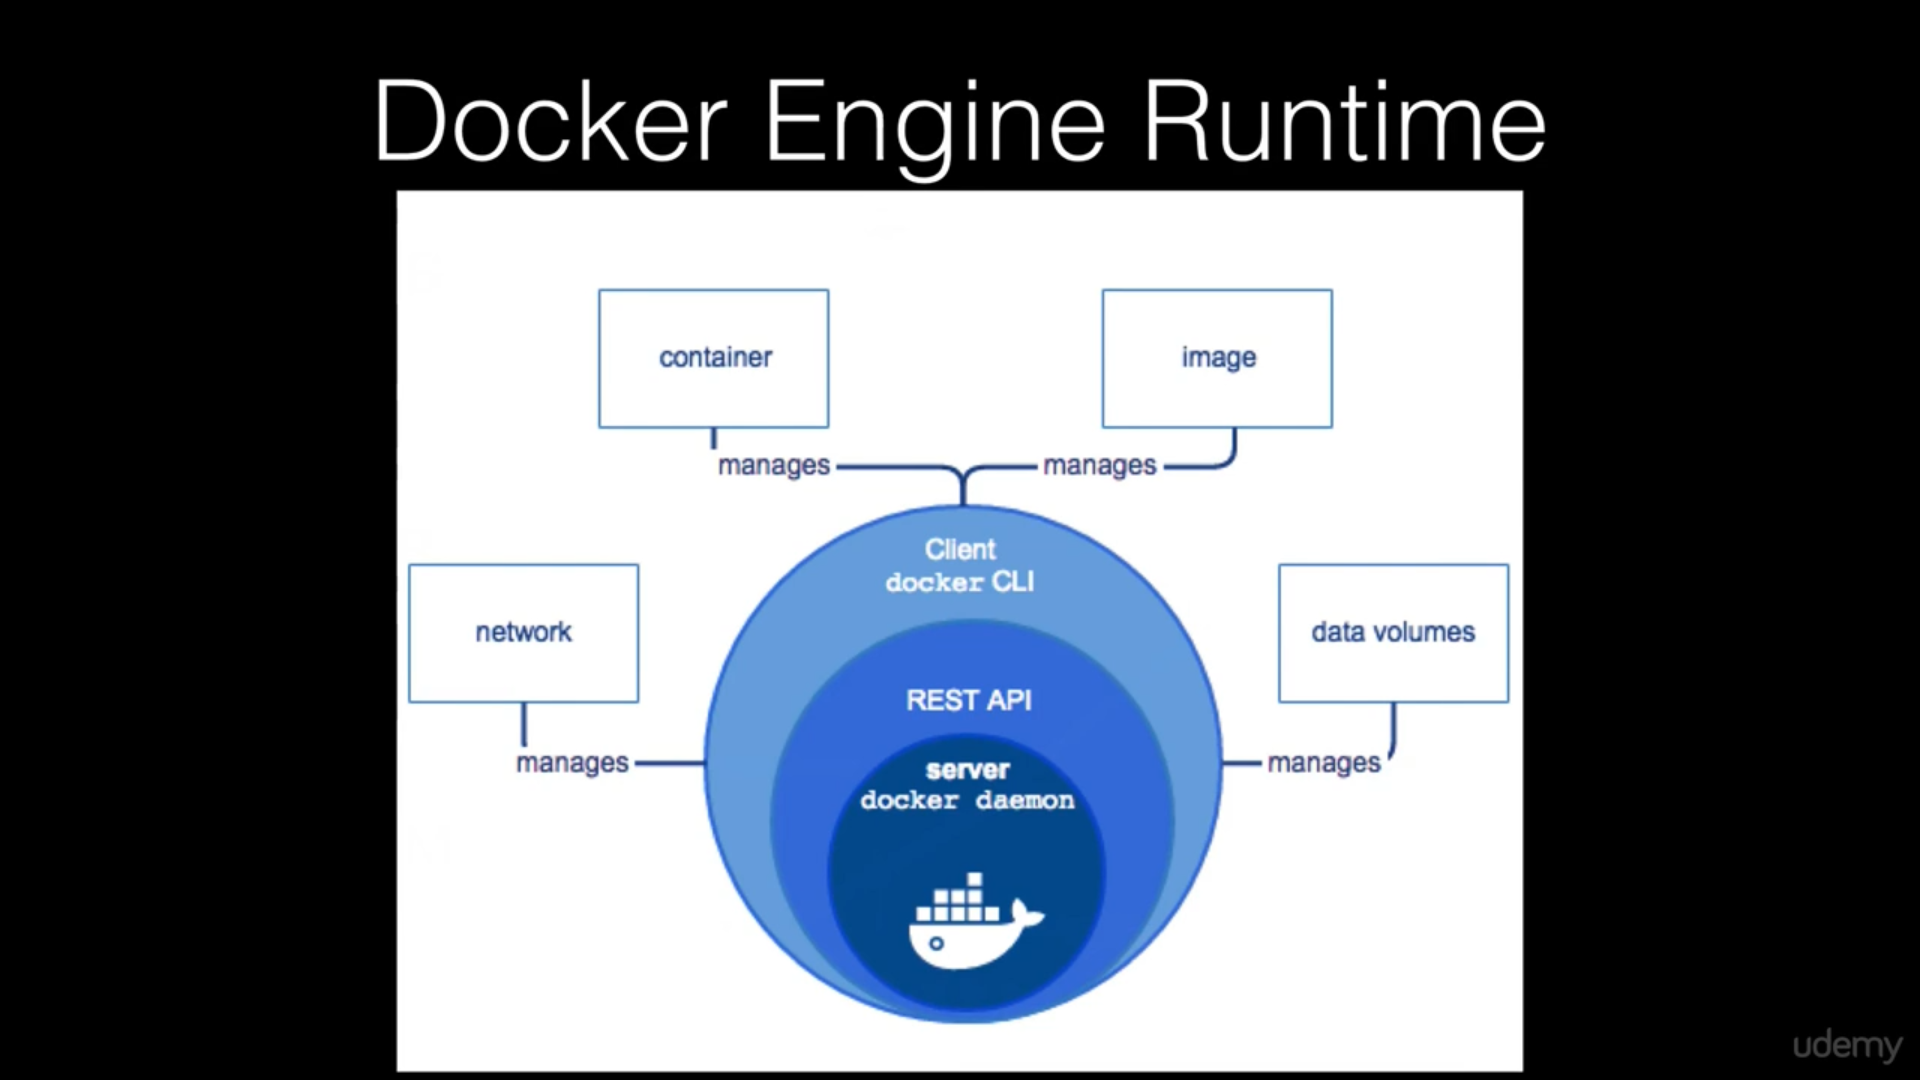 Docker Engine Runtime
container
image
manages
manages
Client
docker CLI
network
data volumes
REST API
manages
server
manages
docker daemon
udemy